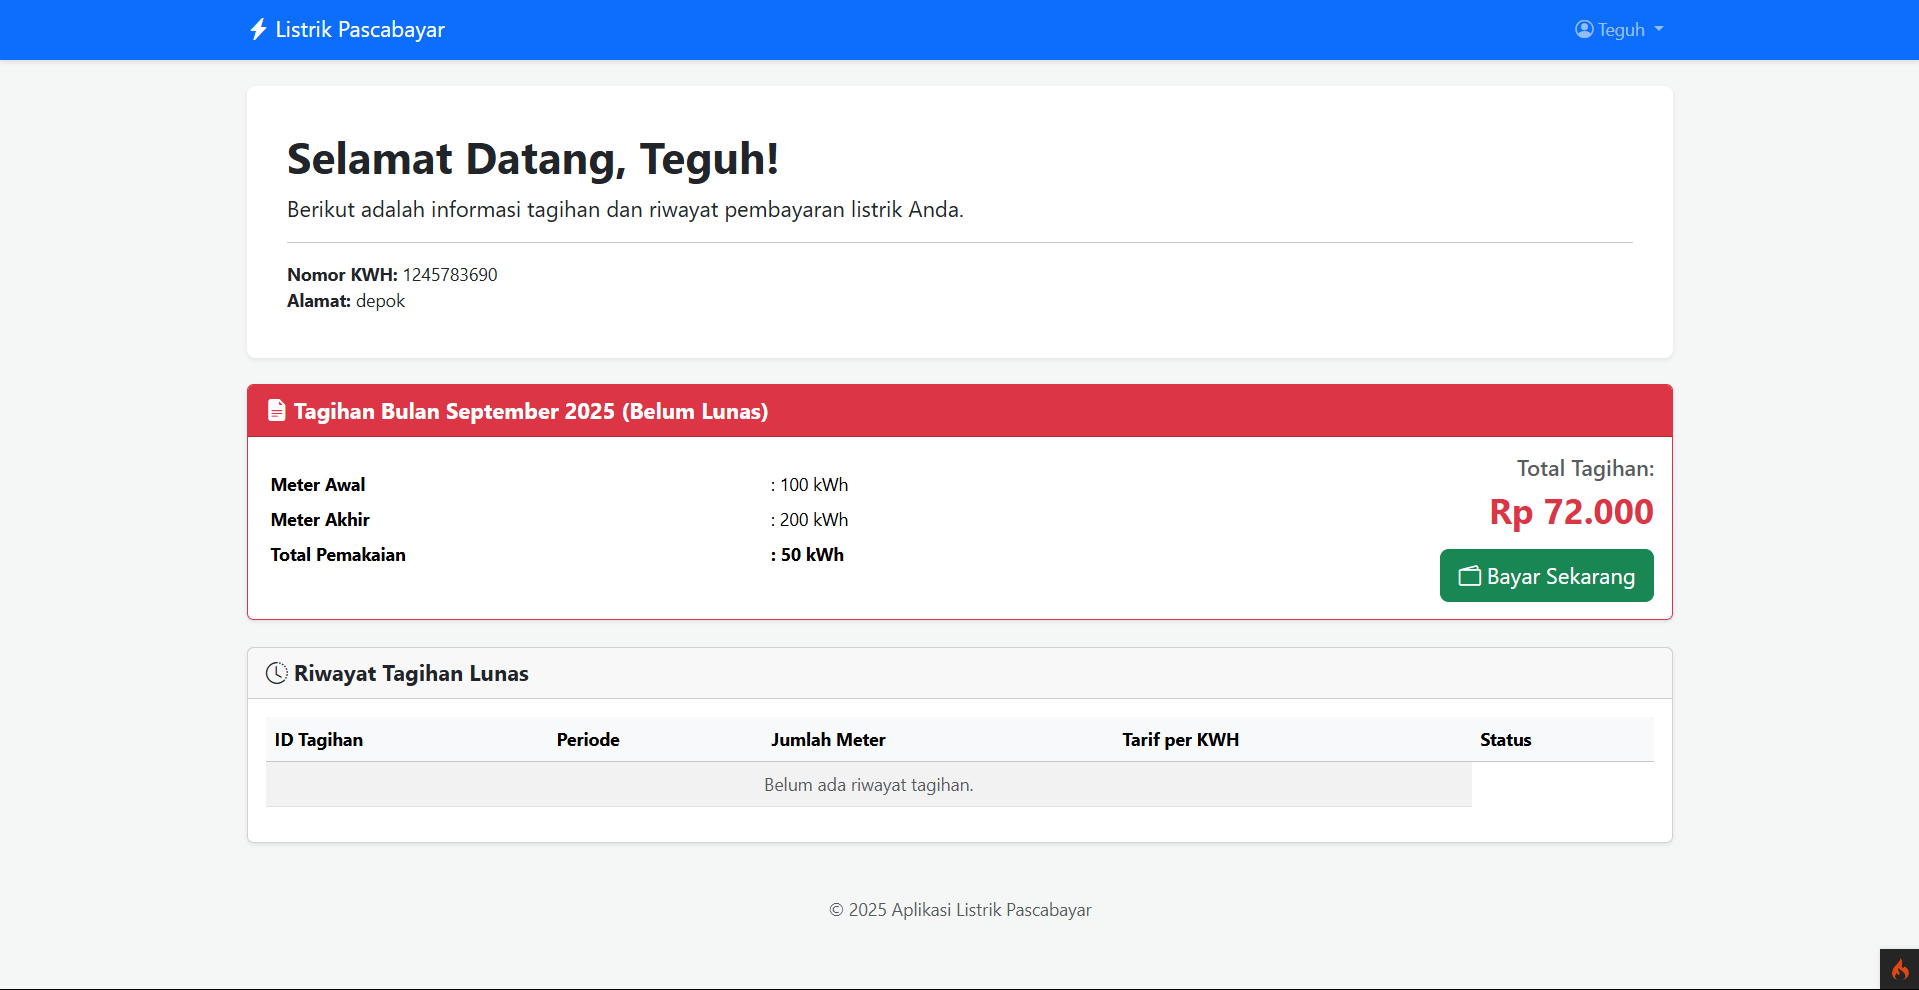 Listrik Pascabayar
Teguh
Selamat Datang, Teguh!
Berikut adalah informasi tagihan dan riwayat pembayaran listrik Anda.
Nomor KWH: 1245783690
Alamat: depok
Tagihan Bulan September 2025 (Belum Lunas)
Meter Awal : 100 kWh
Meter Akhir : 200 kWh
Total Pemakaian : 50 kWh
Total Tagihan:
Rp 72.000
Bayar Sekarang
Riwayat Tagihan Lunas
ID Tagihan Periode Jumlah Meter Tarif per KWH Status
Belum ada riwayat tagihan.
© 2025 Aplikasi Listrik Pascabayar